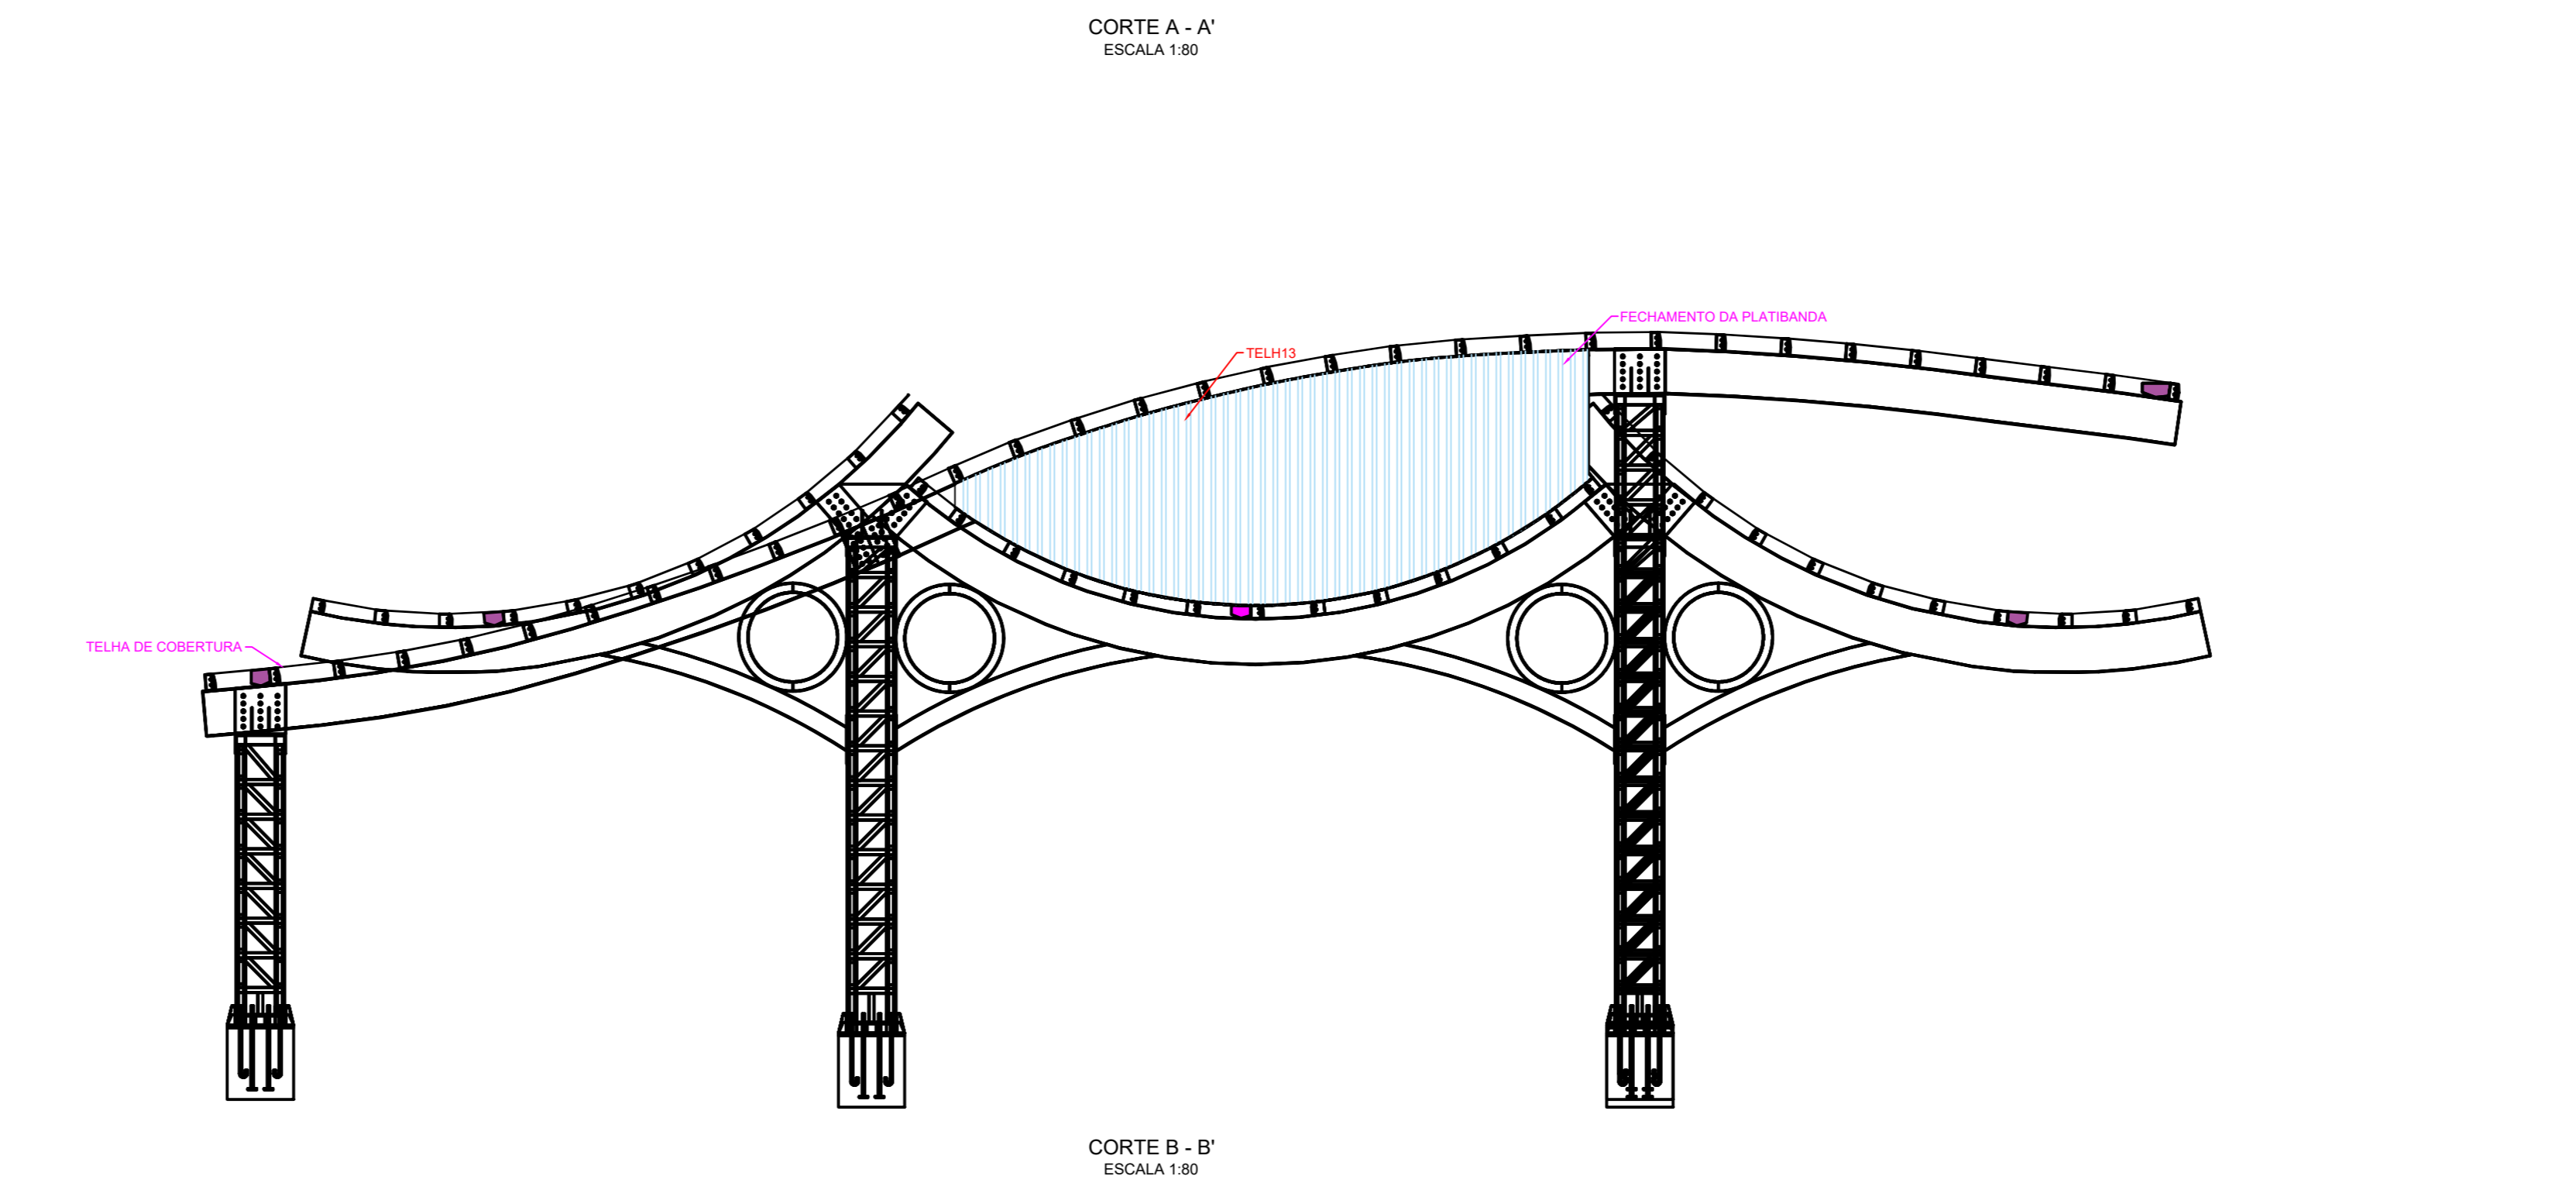 CORTE A - A'
ESCALA 1:80
FECHAMENTO DA PLATIBANDA
TELH13
TELHA DE COBERTURA
CORTE B - B'
ESCALA 1:80